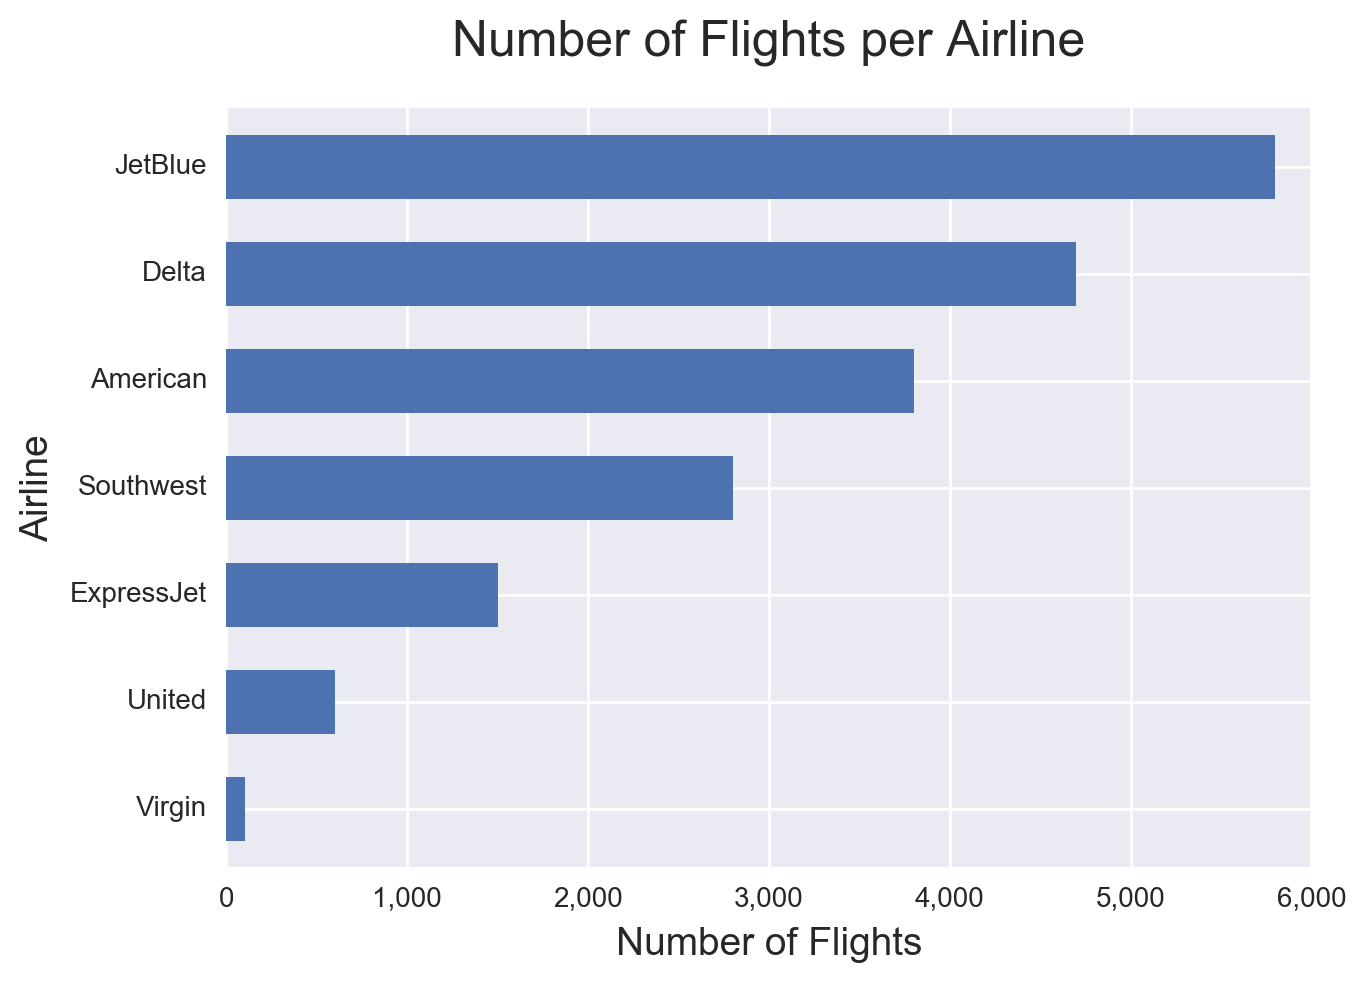 Number of Flights per Airline
JetBlue
Delta
American
Southwest
ExpressJet
United
Virgin
Airline
0 1,000 2,000 3,000 4,000 5,000 6,000
Number of Flights